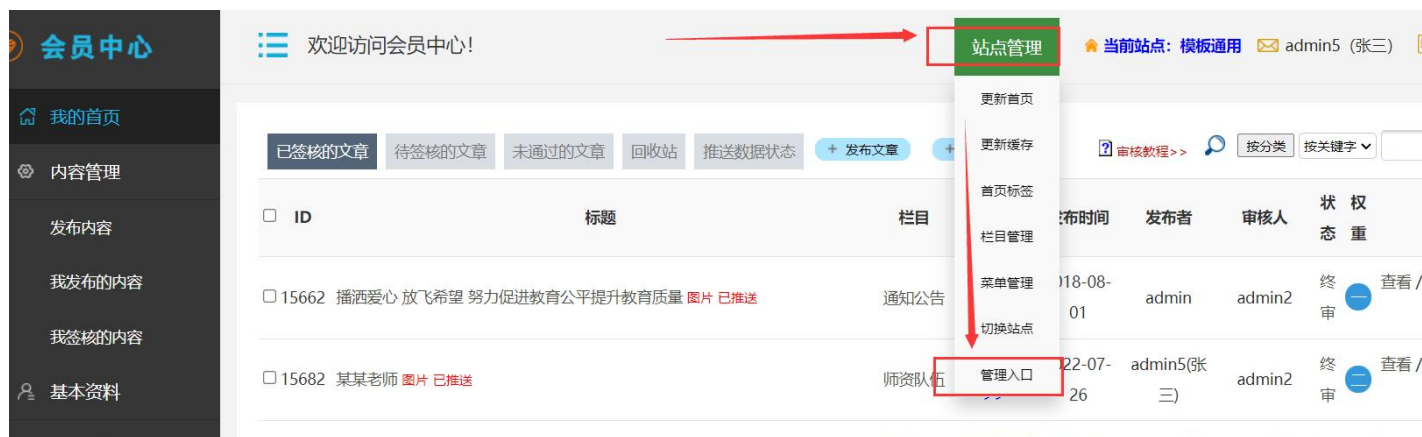 会员中心
欢迎访问会员中心！
站点管理
当前站点：模板通用
admin5（张三）
我的首页
内容管理
发布内容
我发布的内容
我签核的内容
基本资料
更新首页
更新缓存
首页标签
栏目管理
菜单管理
切换站点
管理入口
已签核的文章 待签核的文章 未通过的文章 回收站 推送数据状态 + 发布文章 +
审核教程>> 按分类 按关键字
ID 标题 栏目 布时间 发布者 审核人 状态 权重
15662 播洒爱心 放飞希望 努力促进教育公平提升教育质量 图片 已推送 通知公告 018-08-01 admin admin2 终审 一 查看 /
15682 某某老师 图片 已推送 师资队伍 22-07-26 admin5(张三) admin2 终审 二 查看 /